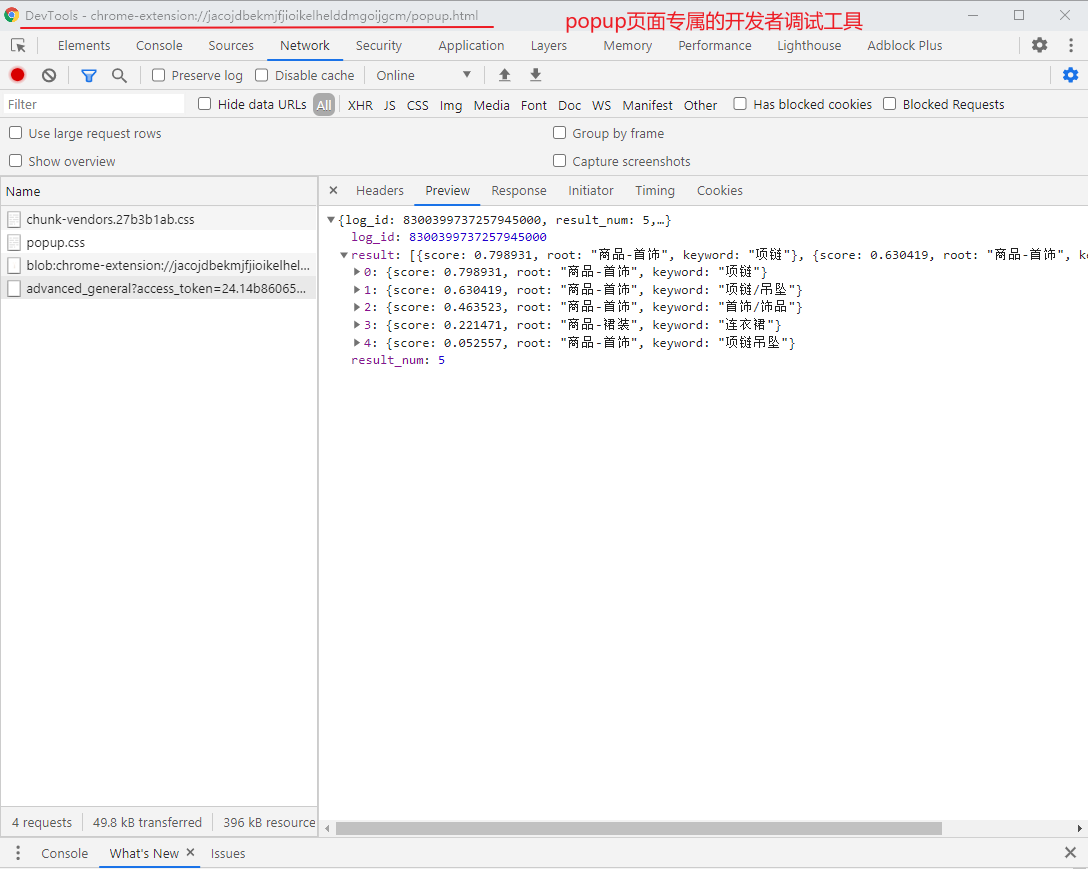 DevTools - chrome-extension://jacojdbekmjfjioikelhelddmgoijgcm/popup.html
popup页面专属的开发者调试工具
Elements Console Sources Network Security Application Layers Memory Performance Lighthouse Adblock Plus
Preserve log Disable cache Online
Filter Hide data URLs All XHR JS CSS Img Media Font Doc WS Manifest Other Has blocked cookies Blocked Requests
Use large request rows Group by frame
Show overview Capture screenshots
Name
chunk-vendors.27b3b1ab.css
popup.css
blob:chrome-extension://jacojdbekmjfjioikelhel...
advanced_general?access_token=24.14b86065...
× Headers Preview Response Initiator Timing Cookies
{log_id: 8300399737257945000, result_num: 5,…}
log_id: 8300399737257945000
result: [{score: 0.798931, root: "商品-首饰", keyword: "项链"}, {score: 0.630419, root: "商品-首饰", ke
0: {score: 0.798931, root: "商品-首饰", keyword: "项链"}
1: {score: 0.630419, root: "商品-首饰", keyword: "项链/吊坠"}
2: {score: 0.463523, root: "商品-首饰", keyword: "首饰/饰品"}
3: {score: 0.221471, root: "商品-裙装", keyword: "连衣裙"}
4: {score: 0.052557, root: "商品-首饰", keyword: "项链吊坠"}
result_num: 5
4 requests 49.8 kB transferred 396 kB resource
Console What's New × Issues